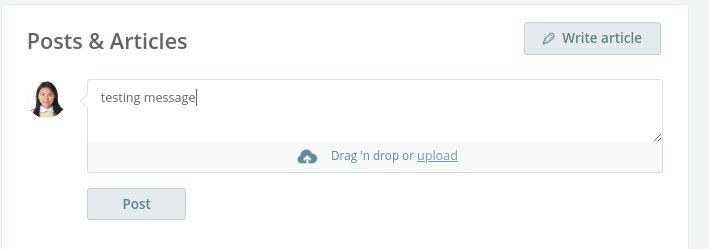 Posts & Articles
Write article
testing message
Drag 'n drop or upload
Post